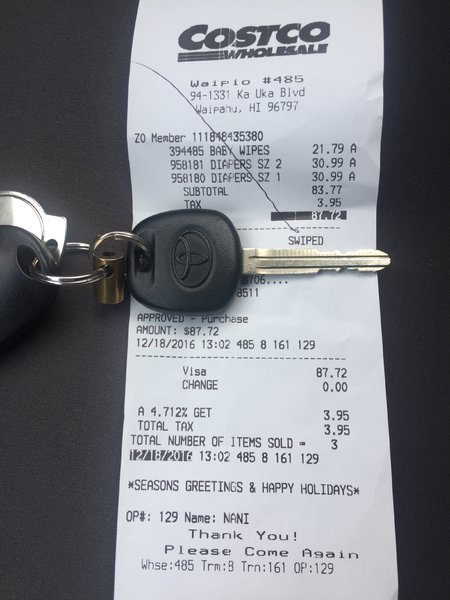 COSTCO
WHOLESALE
Waipio #485
94-1331 Ka Uka Blvd
Waipahu, HI 96797
ZO Member 111848435380
394485 BABY WIPES 21.79 A
958181 DIAPERS SZ 2 30.99 A
958180 DIAPERS SZ 1 30.99 A
SUBTOTAL 83.77
TAX 3.95
87.72
SWIPED
8706....
8511
APPROVED - Purchase
AMOUNT: $87.72
12/18/2016 13:02 485 8 161 129
Visa 87.72
CHANGE 0.00
A 4.712% GET 3.95
TOTAL TAX 3.95
TOTAL NUMBER OF ITEMS SOLD = 3
12/18/2016 13:02 485 8 161 129
*SEASONS GREETINGS & HAPPY HOLIDAYS*
OP#: 129 Name: NANI
Thank You!
Please Come Again
Whse:485 Trm:8 Trn:161 OP:129